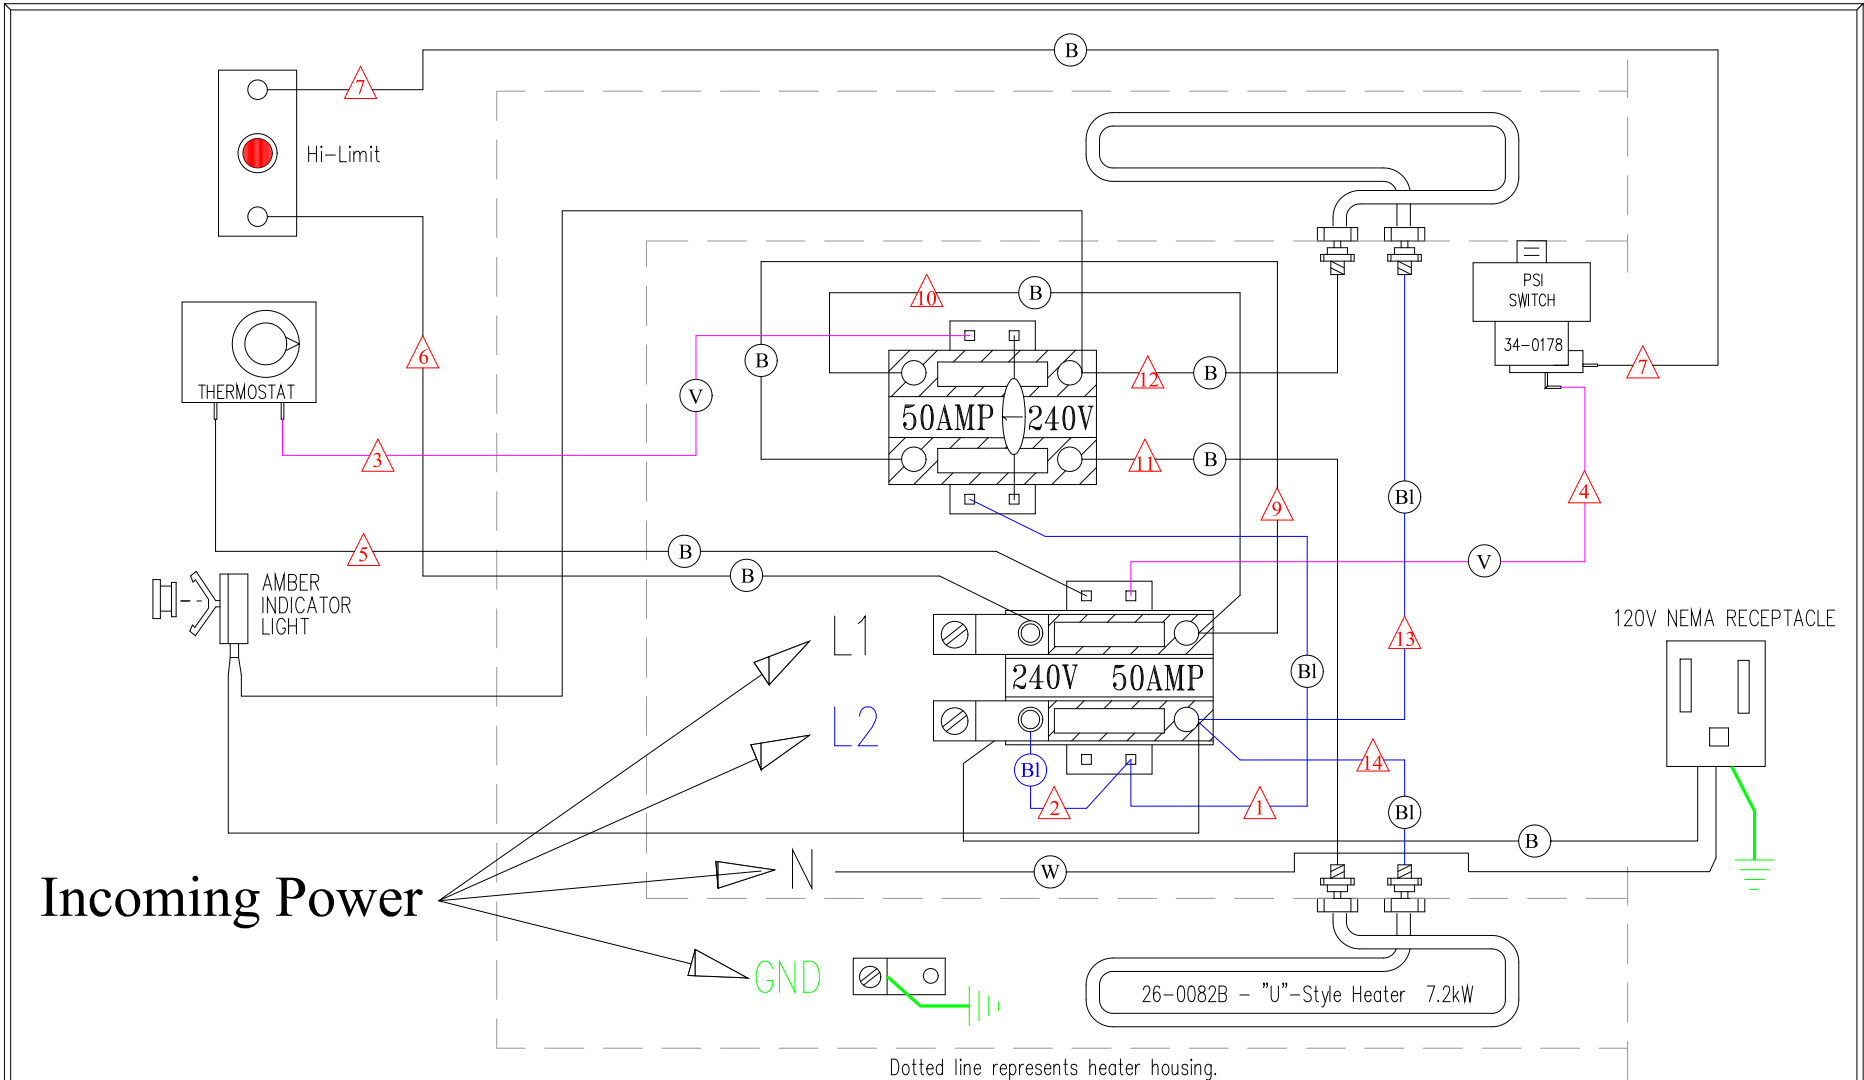 B
7
Hi-Limit
PSI
SWITCH
34-0178
7
10
B
B
6
12
B
THERMOSTAT
V
50AMP
240V
3
11
B
9
Bl
4
5
B
V
B
AMBER
INDICATOR
LIGHT
L1
13
120V NEMA RECEPTACLE
240V 50AMP
Bl
L2
Bl
14
2
1
Bl
B
N
W
Incoming Power
GND
26-0082B - "U"-Style Heater 7.2kW
Dotted line represents heater housing.